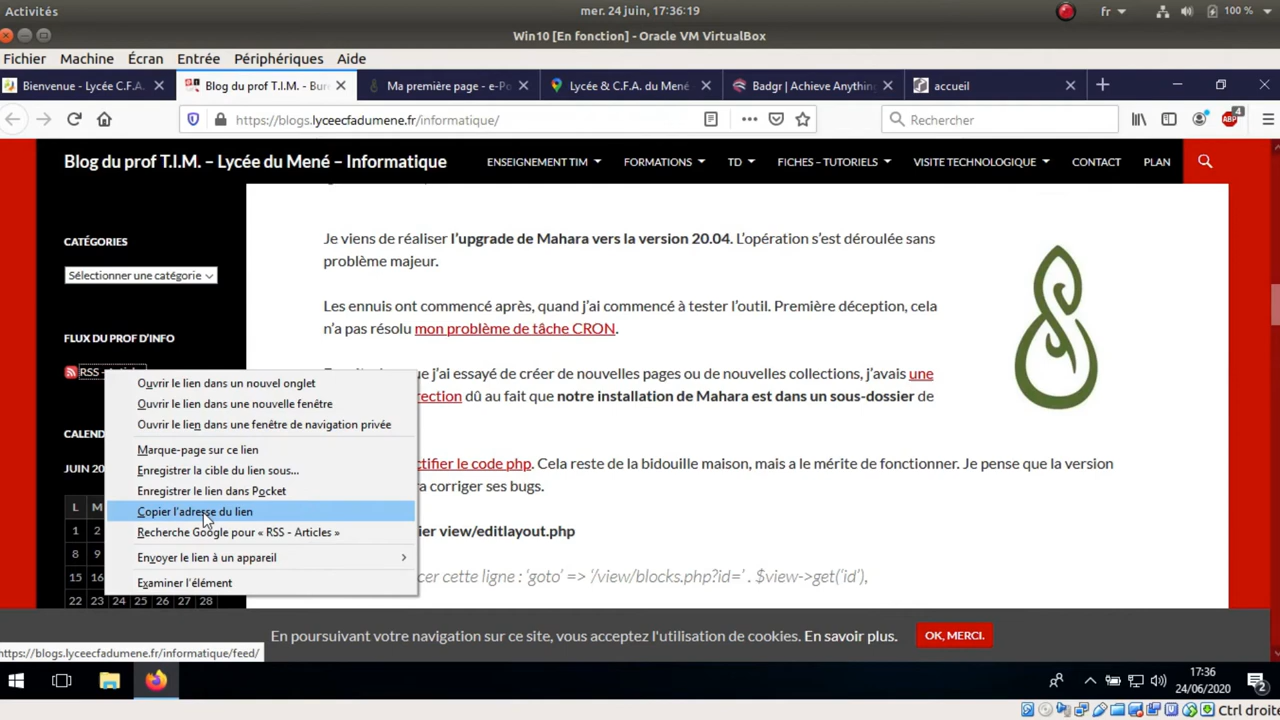 Activités
mer. 24 juin, 17:36:19
fr
100 %
Win10 [En fonction] - Oracle VM VirtualBox
Fichier Machine Écran Entrée Périphériques Aide
Bienvenue - Lycée C.F.A.
Blog du prof T.I.M. - Bur
Ma première page - e-Po
Lycée & C.F.A. du Mené
Badgr | Achieve Anything
accueil
https://blogs.lyceecfadumene.fr/informatique/
Rechercher
ABP
4
Blog du prof T.I.M. – Lycée du Mené – Informatique
ENSEIGNEMENT TIM FORMATIONS TD FICHES – TUTORIELS VISITE TECHNOLOGIQUE CONTACT PLAN
CATÉGORIES
Sélectionner une catégorie
FLUX DU PROF D'INFO
RSS - Articles
CALEND
JUIN 20
L M
1 2
8 9
15 16
22 23 24 25 26 27 28
Ouvrir le lien dans un nouvel onglet
Ouvrir le lien dans une nouvelle fenêtre
Ouvrir le lien dans une fenêtre de navigation privée
Marque-page sur ce lien
Enregistrer la cible du lien sous...
Enregistrer le lien dans Pocket
Copier l'adresse du lien
Recherche Google pour « RSS - Articles »
Envoyer le lien à un appareil
Examiner l'élément
Je viens de réaliser l'upgrade de Mahara vers la version 20.04. L'opération s'est déroulée sans
problème majeur.
Les ennuis ont commencé après, quand j'ai commencé à tester l'outil. Première déception, cela
n'a pas résolu mon problème de tâche CRON.
que j'ai essayé de créer de nouvelles pages ou de nouvelles collections, j'avais une
rection dû au fait que notre installation de Mahara est dans un sous-dossier de
ctifier le code php. Cela reste de la bidouille maison, mais a le mérite de fonctionner. Je pense que la version
ra corriger ses bugs.
ier view/editlayout.php
cer cette ligne : 'goto' => '/view/blocks.php?id=' . $view->get('id'),
En poursuivant votre navigation sur ce site, vous acceptez l'utilisation de cookies. En savoir plus.
OK, MERCI.
https://blogs.lyceecfadumene.fr/informatique/feed/
17:36
24/06/2020
2
Ctrl droite